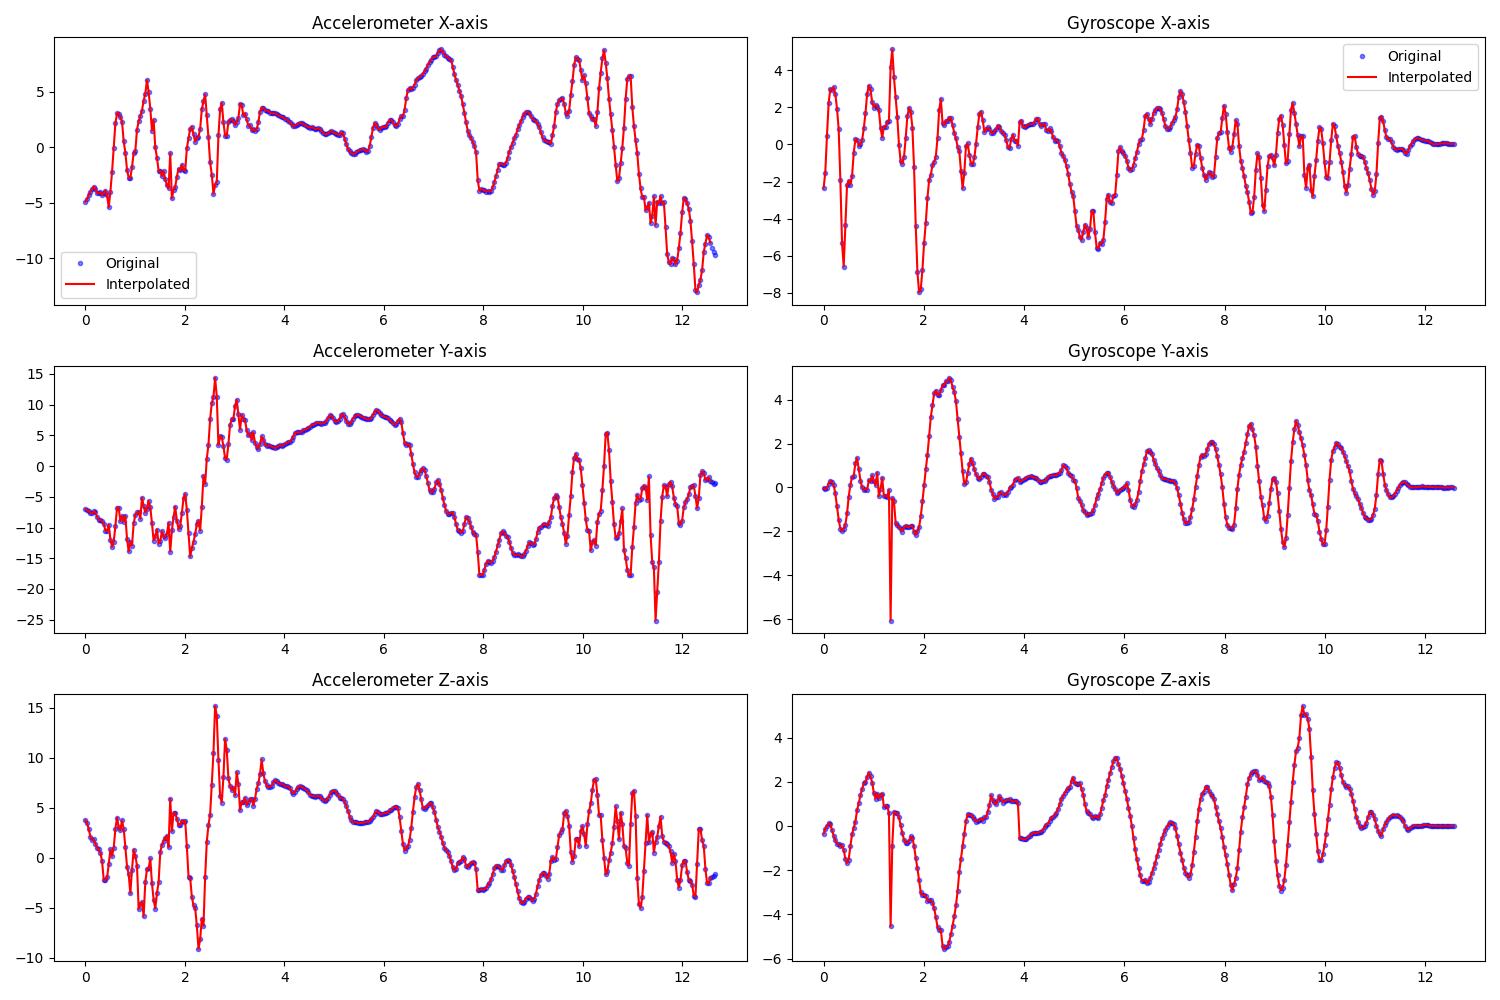 Accelerometer X-axis
5
0
−5
−10
Original
Interpolated
0 2 4 6 8 10 12
Gyroscope X-axis
4
2
0
−2
−4
−6
−8
Original
Interpolated
0 2 4 6 8 10 12
Accelerometer Y-axis
15
10
5
0
−5
−10
−15
−20
−25
0 2 4 6 8 10 12
Gyroscope Y-axis
4
2
0
−2
−4
−6
0 2 4 6 8 10 12
Accelerometer Z-axis
15
10
5
0
−5
−10
0 2 4 6 8 10 12
Gyroscope Z-axis
4
2
0
−2
−4
−6
0 2 4 6 8 10 12